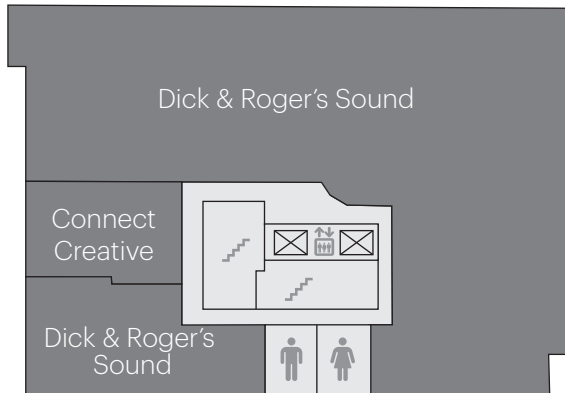 Dick & Roger's Sound
Connect
Creative
Dick & Roger's
Sound